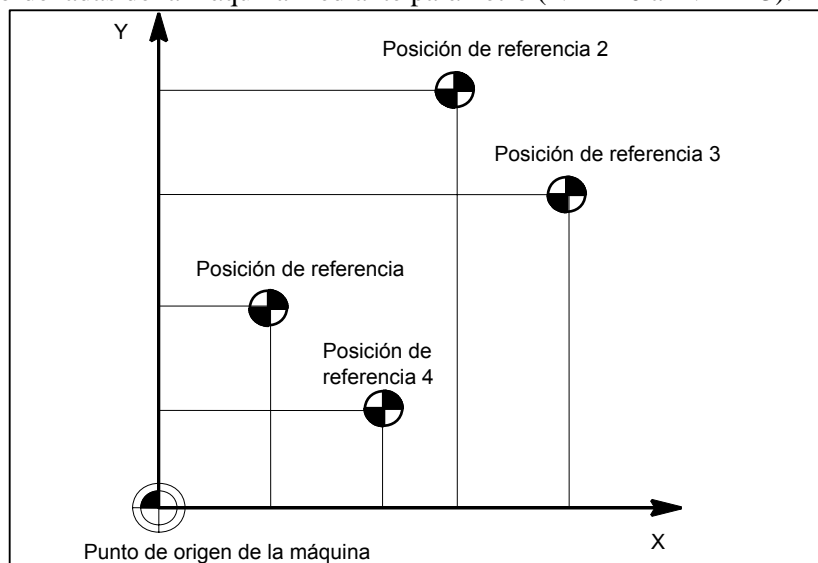 Y
Posición de referencia 2
Posición de referencia 3
Posición de referencia
Posición de
referencia 4
X
Punto de origen de la máquina